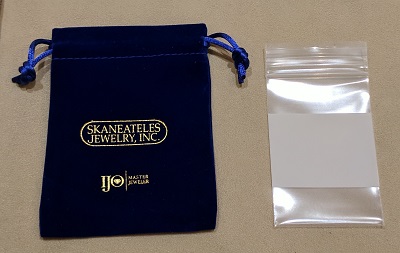 SKANEATELES
JEWELRY, INC.
IJO MASTER
JEWELER